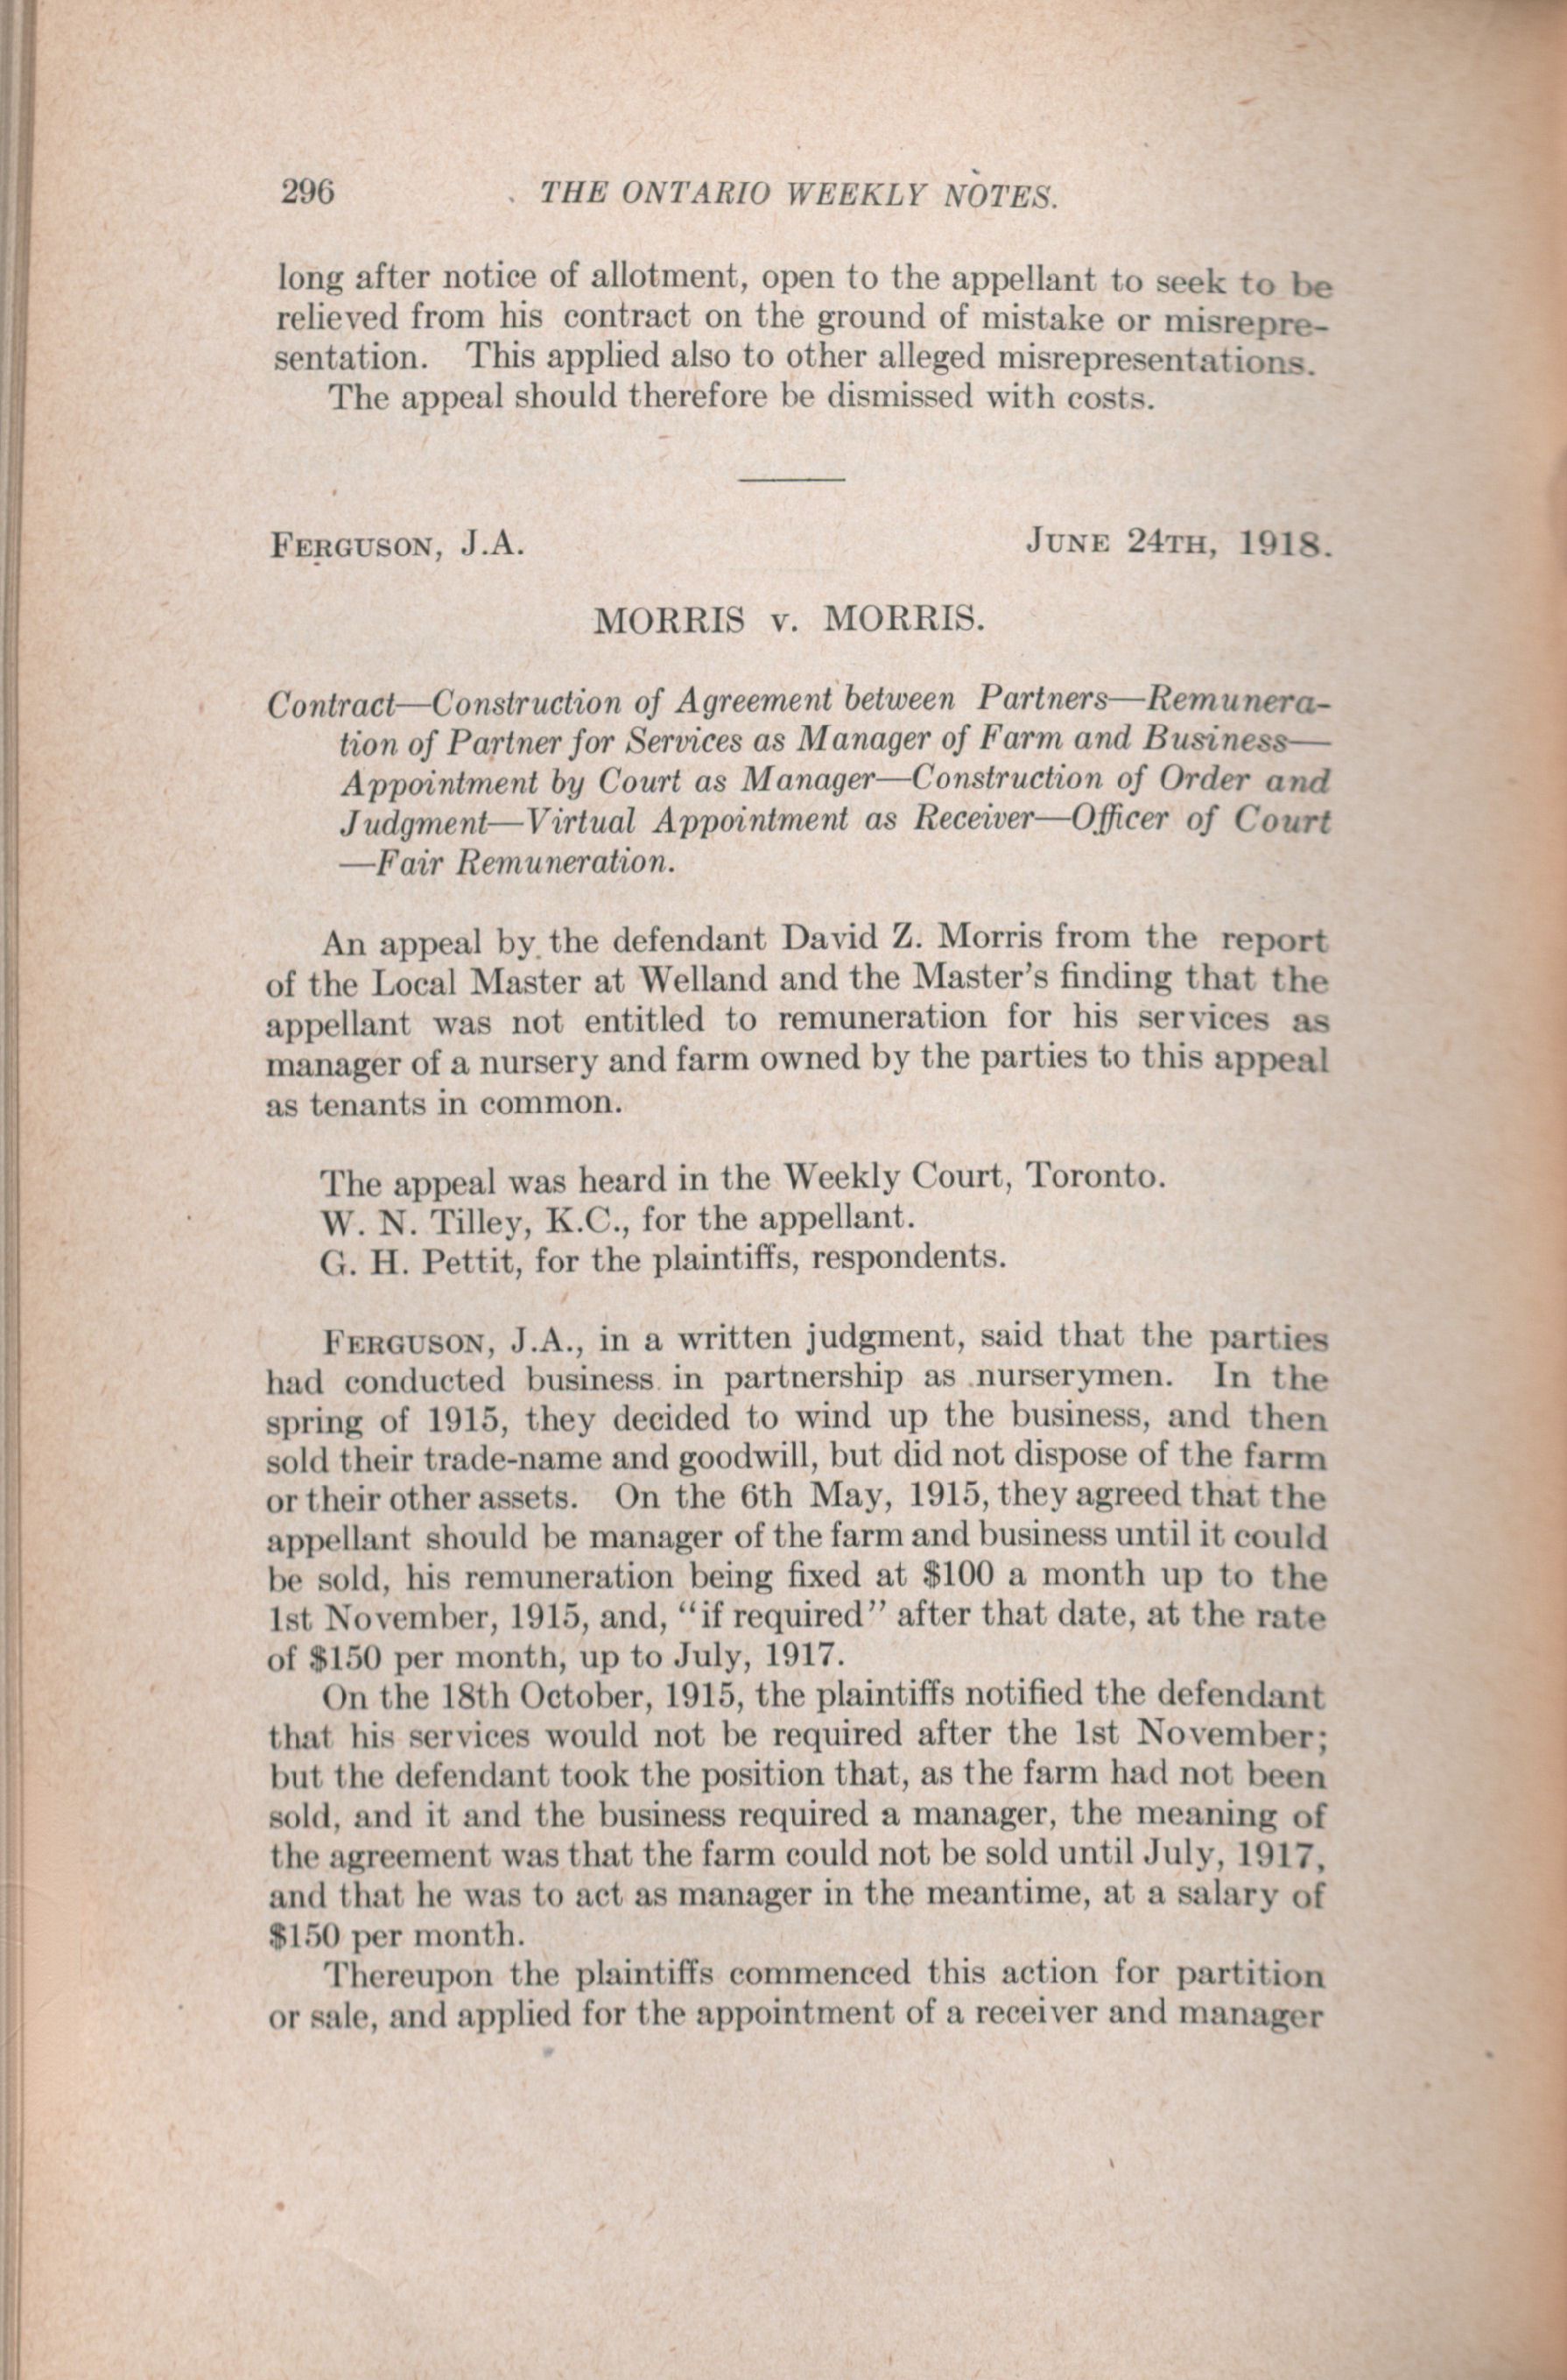 296 THE ONTARIO WEEKLY NOTES.
long after notice of allotment, open to the appellant to seek to be
relieved from his contract on the ground of mistake or misrepre-
sentation. This applied also to other alleged misrepresentations.
The appeal should therefore be dismissed with costs.
FERGUSON, J.A. JUNE 24TH, 1918.
MORRIS v. MORRIS.
Contract—Construction of Agreement between Partners—Remunera-
tion of Partner for Services as Manager of Farm and Business—
Appointment by Court as Manager—Construction of Order and
Judgment—Virtual Appointment as Receiver—Officer of Court
—Fair Remuneration.
An appeal by the defendant David Z. Morris from the report
of the Local Master at Welland and the Master's finding that the
appellant was not entitled to remuneration for his services as
manager of a nursery and farm owned by the parties to this appeal
as tenants in common.
The appeal was heard in the Weekly Court, Toronto.
W. N. Tilley, K.C., for the appellant.
G. H. Pettit, for the plaintiffs, respondents.
FERGUSON, J.A., in a written judgment, said that the parties
had conducted business in partnership as nurserymen. In the
spring of 1915, they decided to wind up the business, and then
sold their trade-name and goodwill, but did not dispose of the farm
or their other assets. On the 6th May, 1915, they agreed that the
appellant should be manager of the farm and business until it could
be sold, his remuneration being fixed at $100 a month up to the
1st November, 1915, and, "if required" after that date, at the rate
of $150 per month, up to July, 1917.
On the 18th October, 1915, the plaintiffs notified the defendant
that his services would not be required after the 1st November;
but the defendant took the position that, as the farm had not been
sold, and it and the business required a manager, the meaning of
the agreement was that the farm could not be sold until July, 1917,
and that he was to act as manager in the meantime, at a salary of
$150 per month.
Thereupon the plaintiffs commenced this action for partition
or sale, and applied for the appointment of a receiver and manager